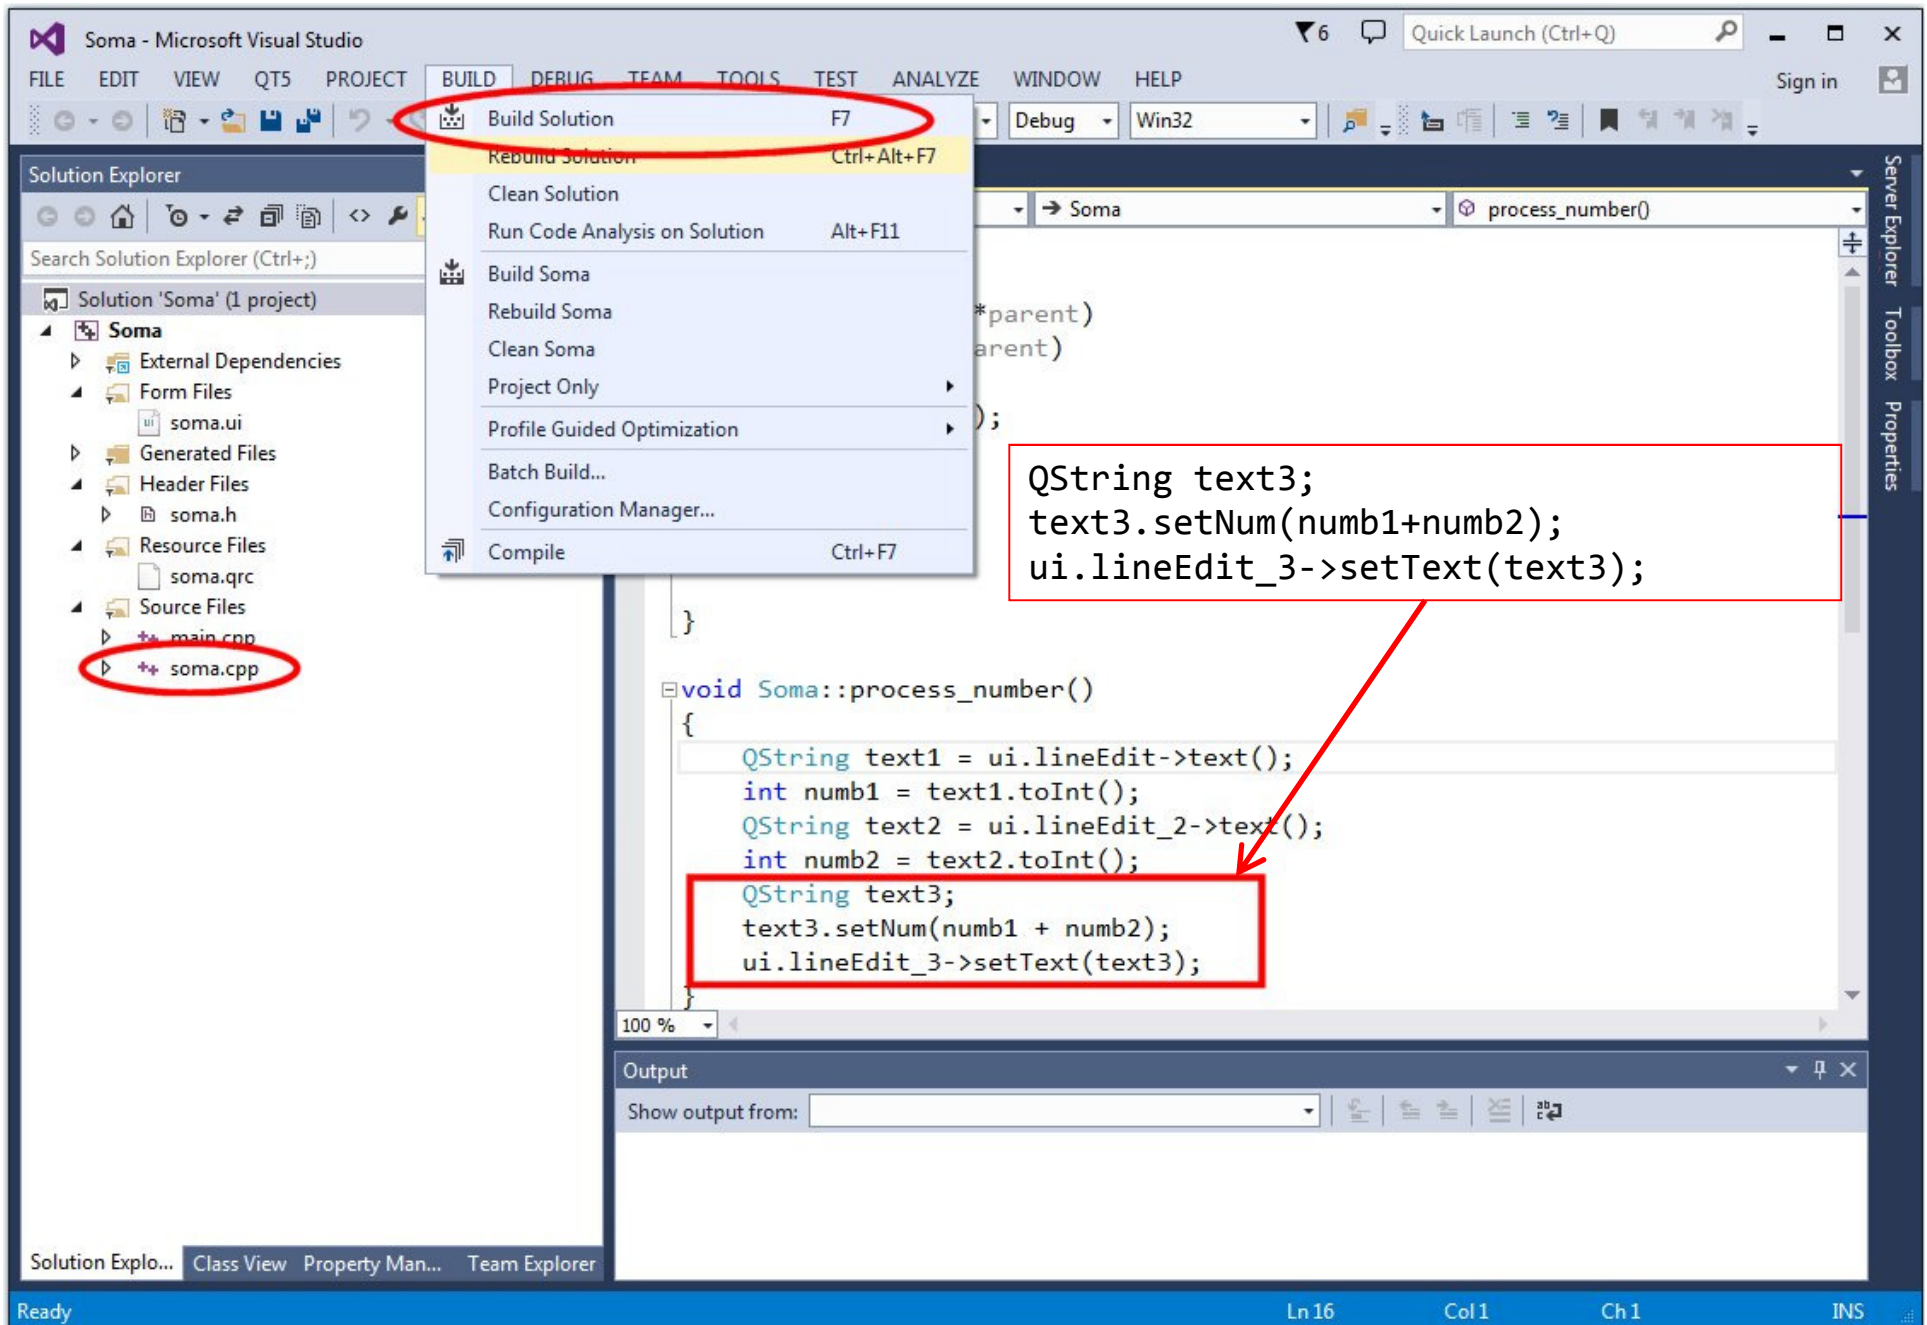 Soma - Microsoft Visual Studio
6
Quick Launch (Ctrl+Q)
FILE EDIT VIEW QT5 PROJECT BUILD DEBUG TEAM TOOLS TEST ANALYZE WINDOW HELP
Sign in
Debug
Win32
Build Solution F7
Rebuild Solution Ctrl+Alt+F7
Clean Solution
Run Code Analysis on Solution Alt+F11
Build Soma
Rebuild Soma
Clean Soma
Project Only
Profile Guided Optimization
Batch Build...
Configuration Manager...
Compile Ctrl+F7
Solution Explorer
Search Solution Explorer (Ctrl+;)
Solution 'Soma' (1 project)
Soma
External Dependencies
Form Files
soma.ui
Generated Files
Header Files
soma.h
Resource Files
soma.qrc
Source Files
main.cpp
soma.cpp
Solution Explo... Class View Property Man... Team Explorer
Soma
process_number()
*parent)
arent)
);
QString text3;
text3.setNum(numb1+numb2);
ui.lineEdit_3->setText(text3);
}
void Soma::process_number()
{
QString text1 = ui.lineEdit->text();
int numb1 = text1.toInt();
QString text2 = ui.lineEdit_2->text();
int numb2 = text2.toInt();
QString text3;
text3.setNum(numb1 + numb2);
ui.lineEdit_3->setText(text3);
}
100 %
Output
Show output from:
Server Explorer
Toolbox
Properties
Ready
Ln 16 Col 1 Ch 1 INS